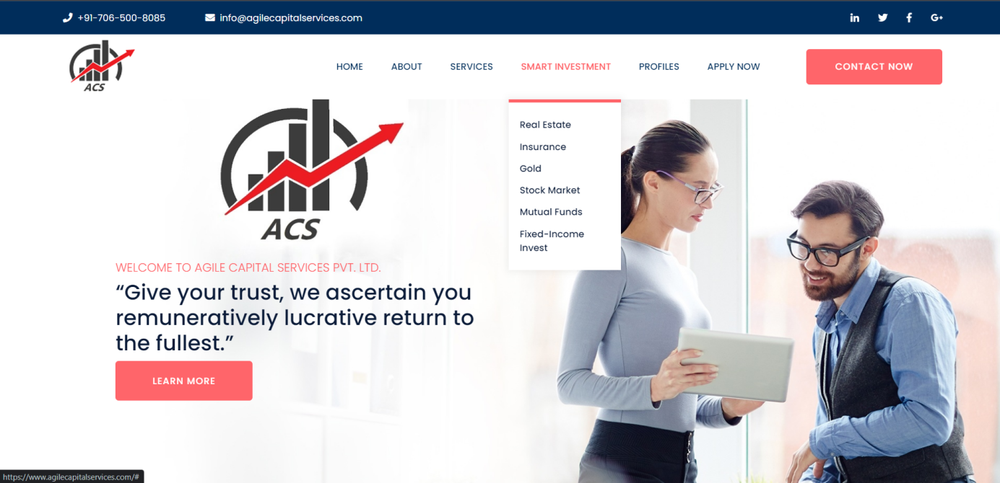 +91-706-500-8085 info@agilecapitalservices.com in G+
ACS
HOME ABOUT SERVICES SMART INVESTMENT PROFILES APPLY NOW CONTACT NOW
Real Estate
Insurance
Gold
Stock Market
Mutual Funds
Fixed-Income
Invest
ACS
WELCOME TO AGILE CAPITAL SERVICES PVT. LTD.
“Give your trust, we ascertain you
remuneratively lucrative return to
the fullest.”
LEARN MORE
https://www.agilecapitalservices.com/#